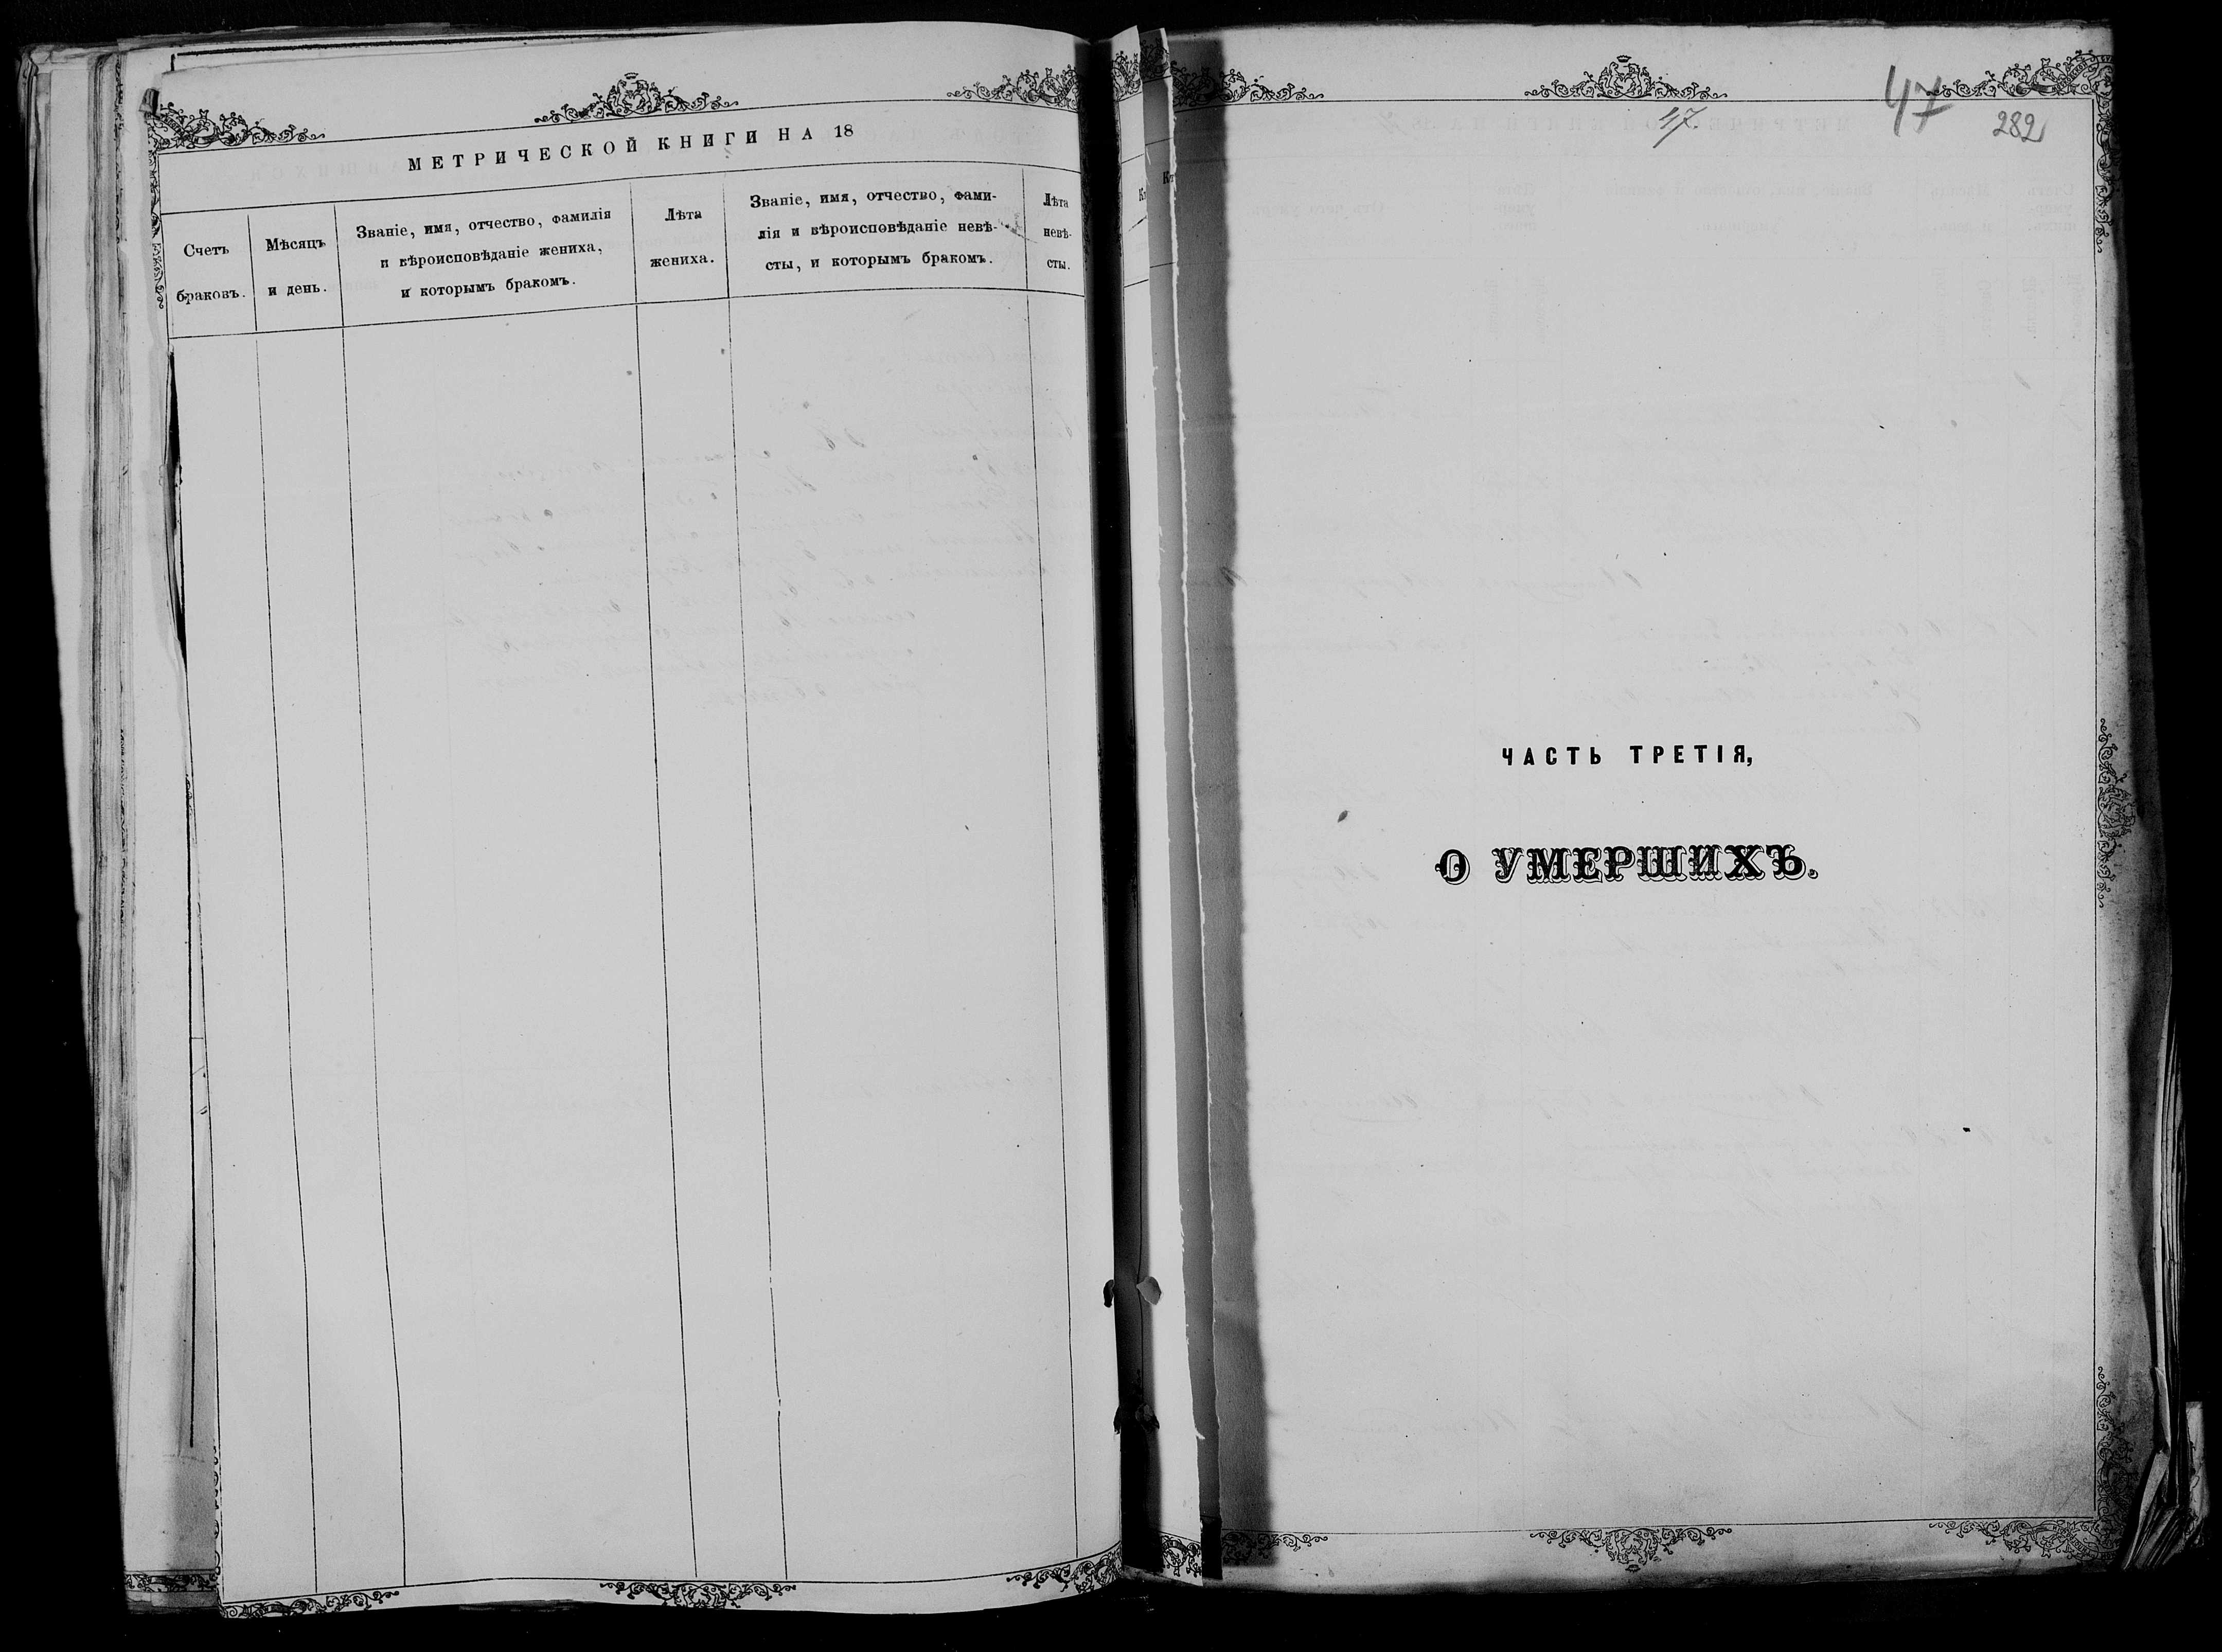 МЕТРИЧЕСКОЙ КНИГИ НА 18
Счетъ
браковъ.
Мѣсяцъ
и день.
Званіе, имя, отчество, фамилія
и вѣроисповѣданіе жениха,
и которымъ бракомъ.
Лѣта
жениха.
Званіе, имя, отчество, фами-
лія и вѣроисповѣданіе невѣ-
сты, и которымъ бракомъ.
Лѣта
невѣ-
сты.
47.
47
282
ЧАСТЬ ТРЕТІЯ,
О УМЕРШИХЪ.